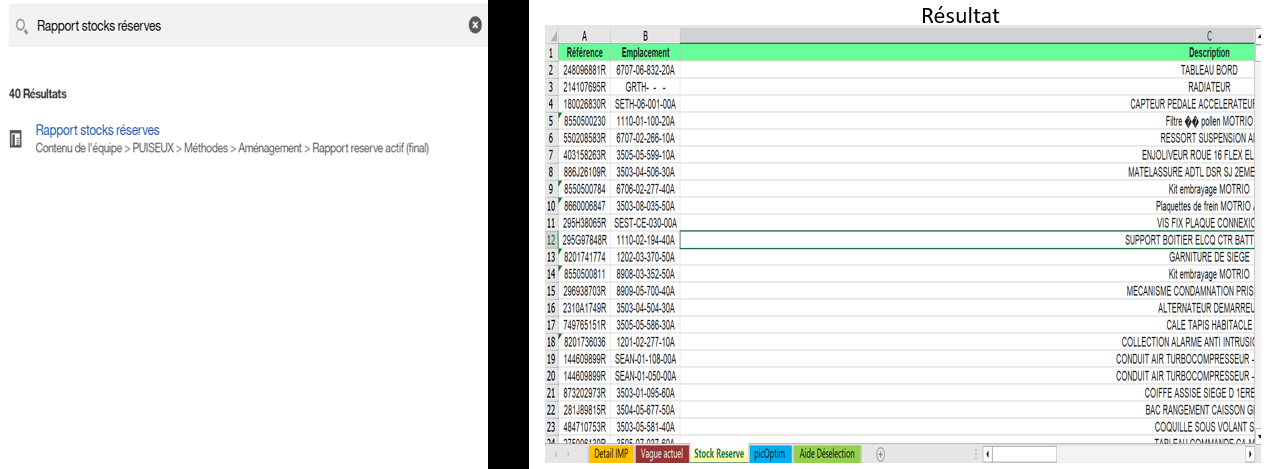 Rapport stocks réserves
40 Résultats
Rapport stocks réserves
Contenu de l'équipe > PUISEUX > Méthodes > Aménagement > Rapport reserve actif (final)
Résultat
A B C
1 Référence Emplacement Description
2 248096881R 6707-06-832-20A TABLEAU BORD
3 214107695R GRTH- - - RADIATEUR
4 180026830R SETH-06-001-00A CAPTEUR PEDALE ACCELERATEUR
5 8550500230 1110-01-100-20A Filtre �� pollen MOTRIO
6 550208583R 6707-02-266-10A RESSORT SUSPENSION A
7 403158263R 3505-05-599-10A ENJOLIVEUR ROUE 16 FLEX EL
8 886J26109R 3503-04-506-30A MATELASSURE ADTL DSR SJ 2EME
9 8550500784 6706-02-277-40A Kit embrayage MOTRIO
10 8660006847 3503-08-035-50A Plaquettes de frein MOTRIO
11 295H38065R SEST-CE-030-00A VIS FIX PLAQUE CONNEXIO
12 295G97848R 1110-02-194-40A SUPPORT BOITIER ELCQ CTR BATT
13 8201741774 1202-03-370-50A GARNITURE DE SIEGE
14 8550500811 8908-03-352-50A Kit embrayage MOTRIO
15 296938703R 8909-05-700-40A MECANISME CONDAMNATION PRIS
16 2310A1749R 3503-04-504-30A ALTERNATEUR DEMARREU
17 749765151R 3505-05-586-30A CALE TAPIS HABITACLE
18 8201736036 1201-02-277-10A COLLECTION ALARME ANTI INTRUSIO
19 144609899R SEAN-01-108-00A CONDUIT AIR TURBOCOMPRESSEUR -
20 144609899R SEAN-01-050-00A CONDUIT AIR TURBOCOMPRESSEUR -
21 873202973R 3503-01-095-60A COIFFE ASSISE SIEGE D 1ERE
22 281J89815R 3504-05-677-50A BAC RANGEMENT CAISSON G
23 484710753R 3503-05-581-40A COQUILLE SOUS VOLANT S
24 275006120R 3505-07-037-60A TABLEAU COMMANDE CA M
Detail IMP Vague actuel Stock Reserve picOptim Aide Déselection